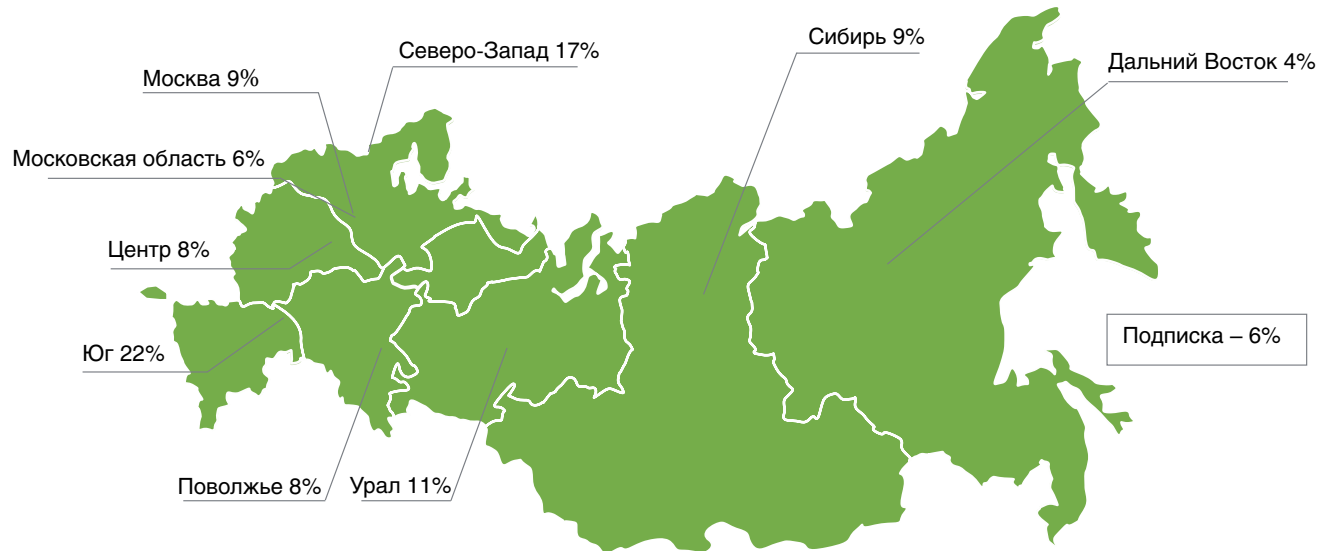 Северо-Запад 17%
Сибирь 9%
Дальний Восток 4%
Москва 9%
Московская область 6%
Центр 8%
Подписка – 6%
Юг 22%
Поволжье 8%
Урал 11%